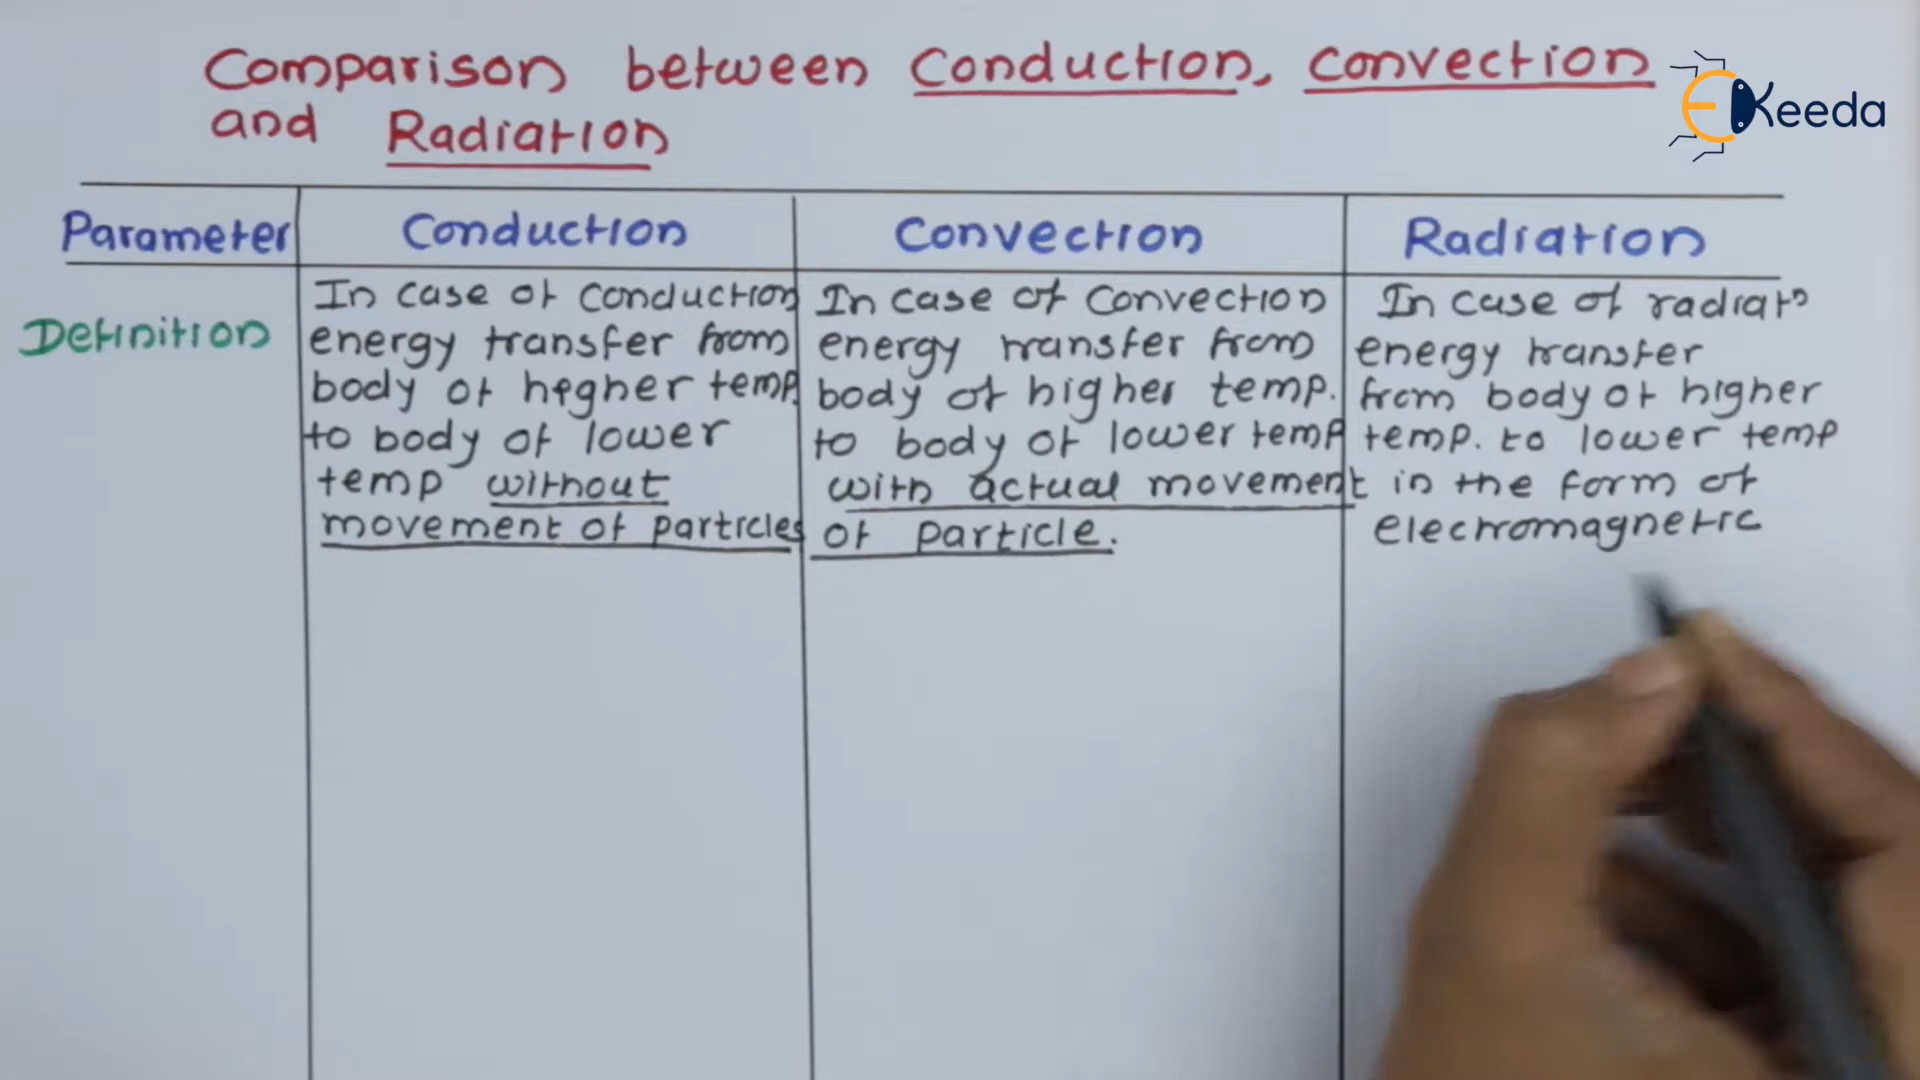 Comparison between Conduction, Convection
and Radiation
EKeeda
Parameter
Conduction
Convection
Radiation
Definition
In case of conduction
energy transfer from
body of higher temp.
to body of lower
temp without
movement of particles
In case of convection
energy transfer from
body of higher temp.
to body of lower temp
with actual movement
of particle.
In case of radiatn
energy transfer
from body of higher
temp. to lower temp
in the form of
electromagnetic